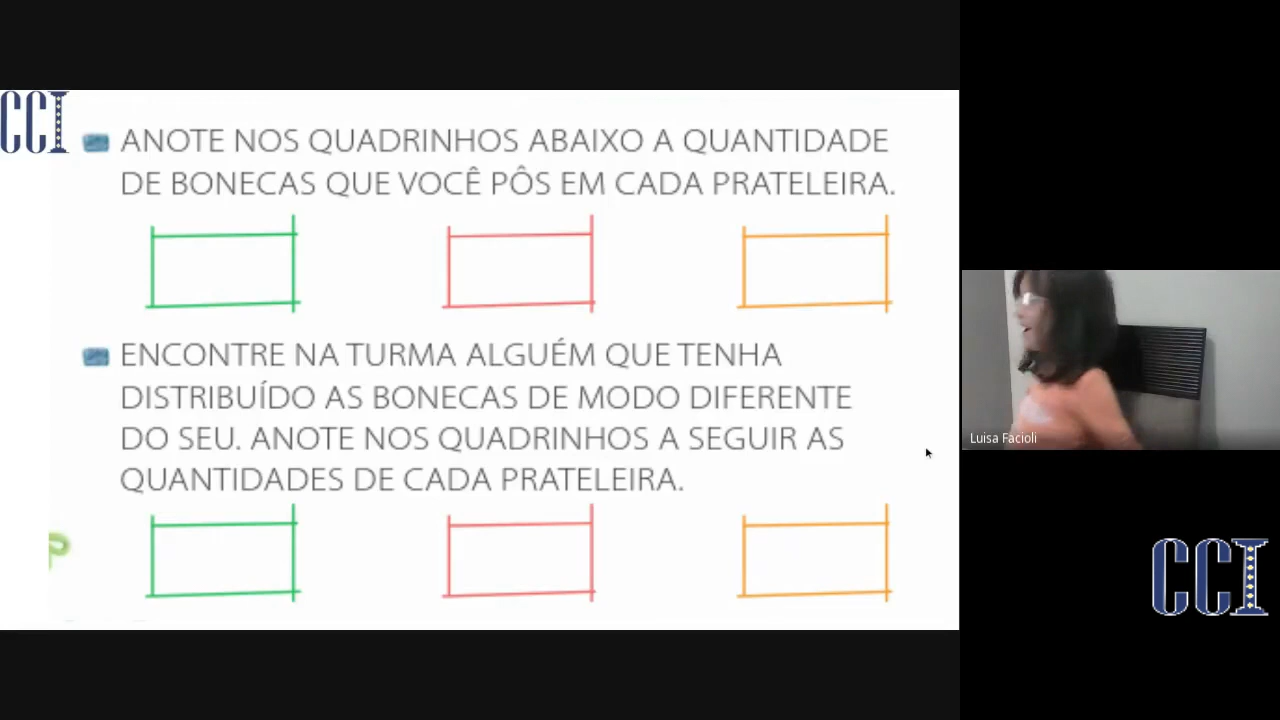 CCI
ANOTE NOS QUADRINHOS ABAIXO A QUANTIDADE
DE BONECAS QUE VOCÊ PÔS EM CADA PRATELEIRA.
ENCONTRE NA TURMA ALGUÉM QUE TENHA
DISTRIBUÍDO AS BONECAS DE MODO DIFERENTE
DO SEU. ANOTE NOS QUADRINHOS A SEGUIR AS
QUANTIDADES DE CADA PRATELEIRA.
Luisa Facioli
CCI